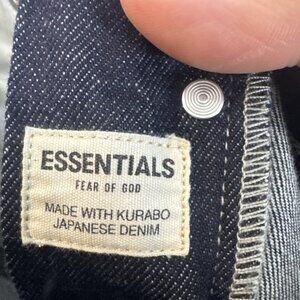 ESSENTIALS
FEAR OF GOD
MADE WITH KURABO
JAPANESE DENIM